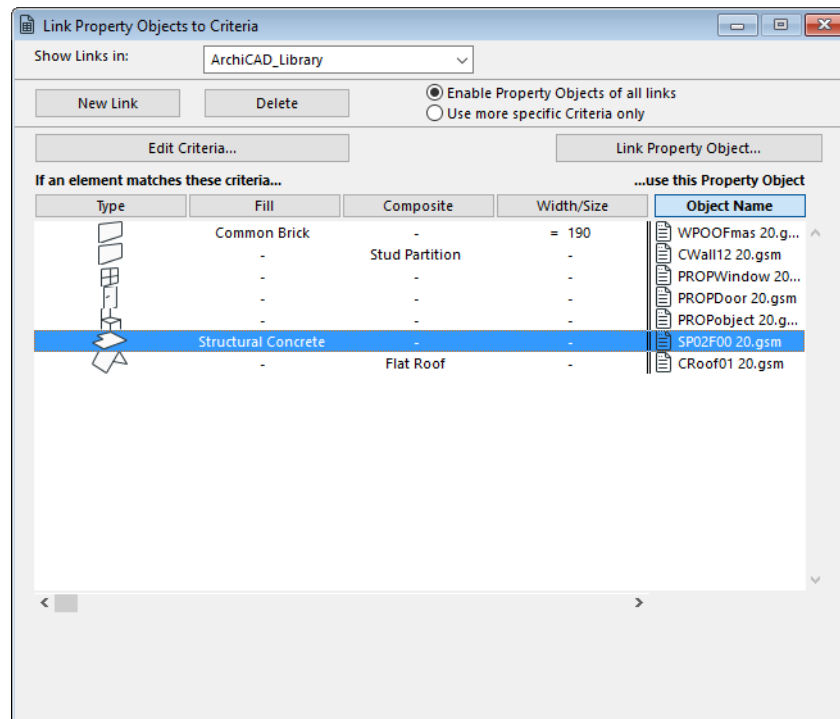 Link Property Objects to Criteria
Show Links in: ArchiCAD_Library
New Link Delete Enable Property Objects of all links
Use more specific Criteria only
Edit Criteria... Link Property Object...
If an element matches these criteria... ...use this Property Object
Type Fill Composite Width/Size Object Name
Common Brick - = 190 WPOOFmas 20.g...
- Stud Partition - CWall12 20.gsm
- - - PROPWindow 20...
- - - PROPDoor 20.gsm
- - - PROPobject 20.g...
Structural Concrete - - SP02F00 20.gsm
- Flat Roof - CRoof01 20.gsm